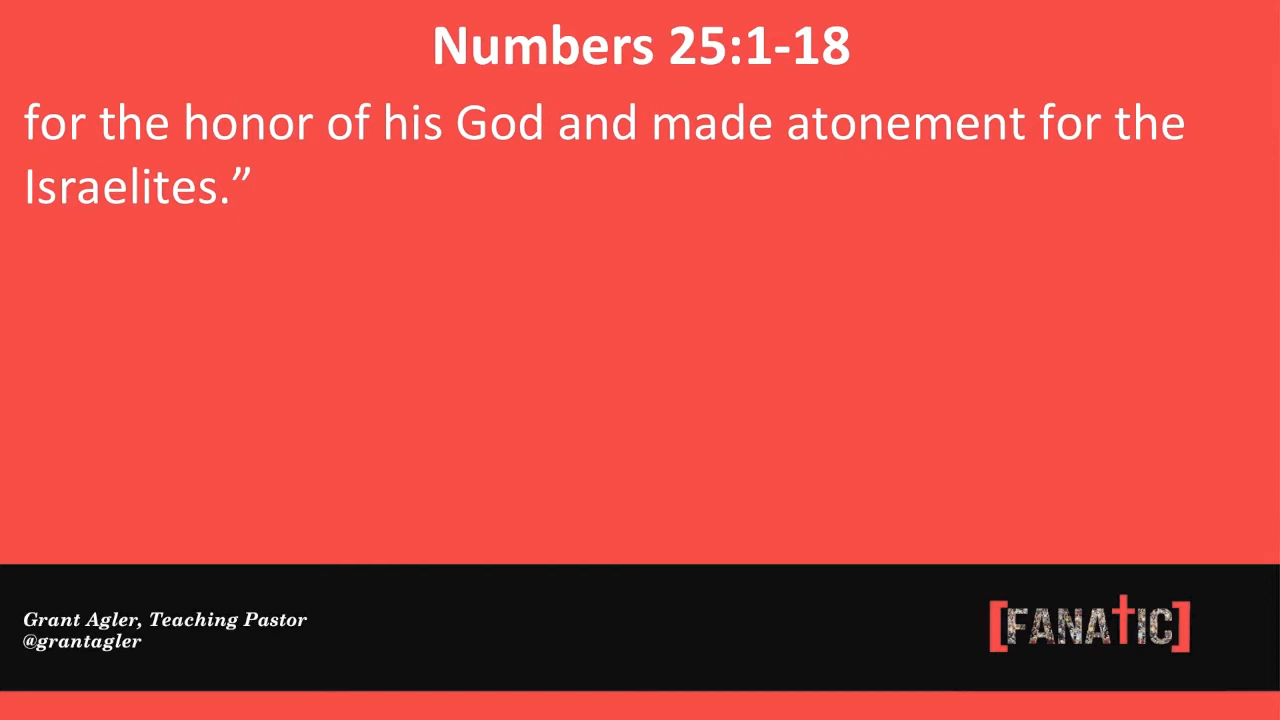 Numbers 25:1-18
for the honor of his God and made atonement for the
Israelites.”
Grant Agler, Teaching Pastor
@grantagler
[FANATIC]